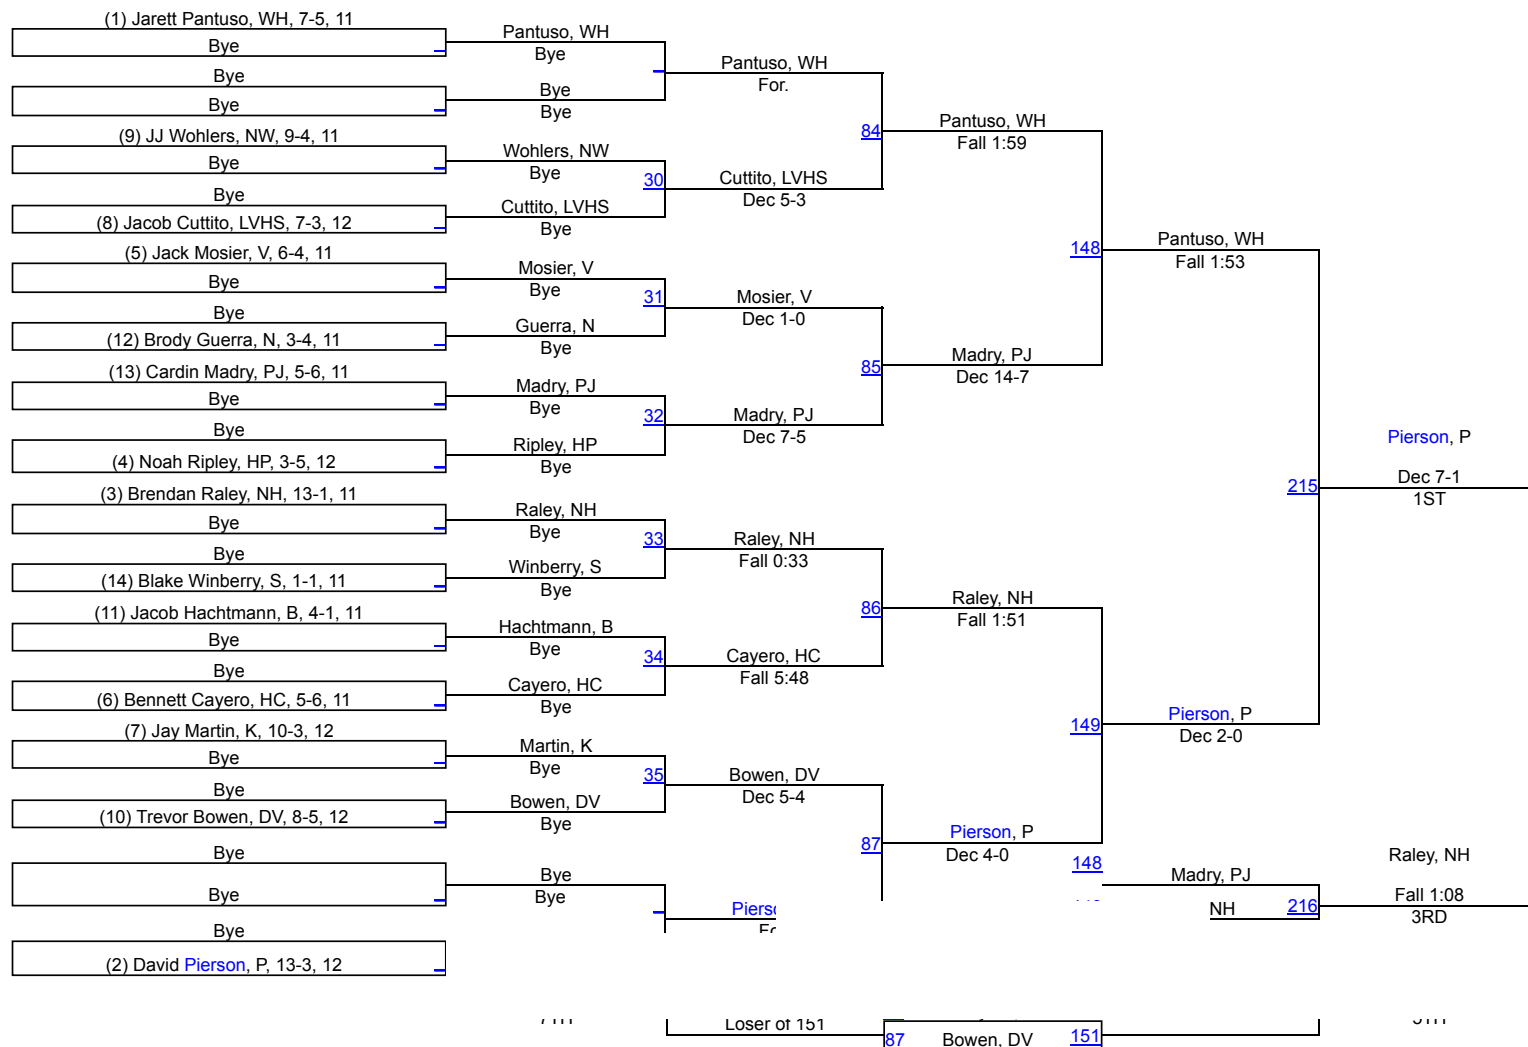 (1) Jarett Pantuso, WH, 7-5, 11
Bye
Bye
Bye
(9) JJ Wohlers, NW, 9-4, 11
Bye
Bye
(8) Jacob Cuttito, LVHS, 7-3, 12
(5) Jack Mosier, V, 6-4, 11
Bye
Bye
(12) Brody Guerra, N, 3-4, 11
(13) Cardin Madry, PJ, 5-6, 11
Bye
Bye
(4) Noah Ripley, HP, 3-5, 12
(3) Brendan Raley, NH, 13-1, 11
Bye
Bye
(14) Blake Winberry, S, 1-1, 11
(11) Jacob Hachtmann, B, 4-1, 11
Bye
Bye
(6) Bennett Cayero, HC, 5-6, 11
(7) Jay Martin, K, 10-3, 12
Bye
Bye
(10) Trevor Bowen, DV, 8-5, 12
Bye
Bye
Bye
(2) David Pierson, P, 13-3, 12
Pantuso, WH
Bye
Bye
Bye
Wohlers, NW
Bye
30
Cuttito, LVHS
Bye
Mosier, V
Bye
31
Guerra, N
Bye
Madry, PJ
Bye
32
Ripley, HP
Bye
Raley, NH
Bye
33
Winberry, S
Bye
Hachtmann, B
Bye
34
Cayero, HC
Bye
Martin, K
Bye
35
Bowen, DV
Bye
Bye
Bye
Pantuso, WH
For.
84
Cuttito, LVHS
Dec 5-3
Mosier, V
Dec 1-0
85
Madry, PJ
Dec 7-5
Raley, NH
Fall 0:33
86
Cayero, HC
Fall 5:48
Bowen, DV
Dec 5-4
87
Pantuso, WH
Fall 1:59
148
Madry, PJ
Dec 14-7
Raley, NH
Fall 1:51
149
Pierson, P
Dec 4-0
Pantuso, WH
Fall 1:53
215
Pierson, P
Dec 2-0
Pierson, P
Dec 7-1
1ST
148
Madry, PJ
NH
216
Raley, NH
Fall 1:08
3RD
Loser of 151
87
Bowen, DV
151